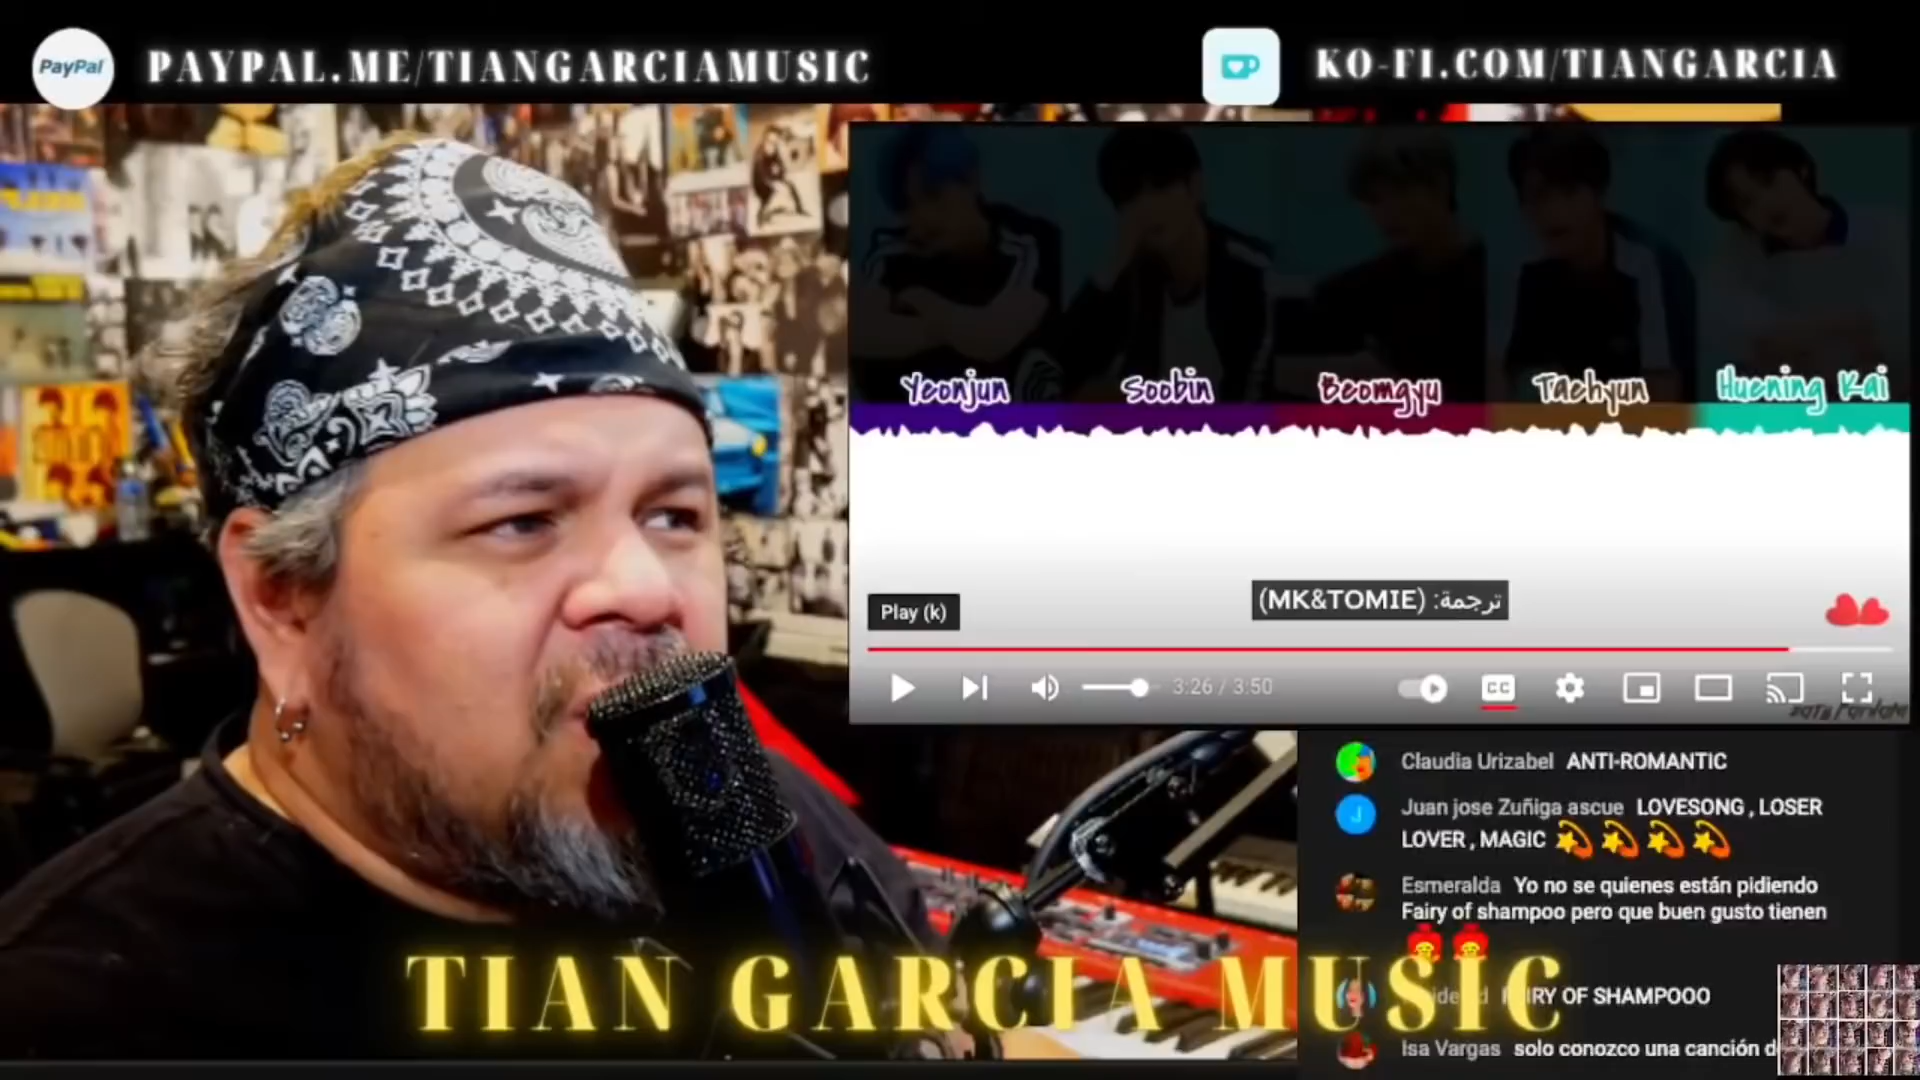 PayPal
PAYPAL.ME/TIANGARCIAMUSIC
KO-FI.COM/TIANGARCIA
Yeonjun
Soobin
Beomgyu
Taehyun
Huening Kai
ترجمة: (MK&TOMIE)
Play (k)
3:26 / 3:50
CC
Claudia Urizabel ANTI-ROMANTIC
J
Juan jose Zuñiga ascue LOVESONG , LOSER
LOVER , MAGIC 💫 💫 💫 💫
Esmeralda Yo no se quienes están pidiendo
Fairy of shampoo pero que buen gusto tienen
OF SHAMPOOO
TIAN GARCIA MUSIC
Isa Vargas solo conozco una canción d